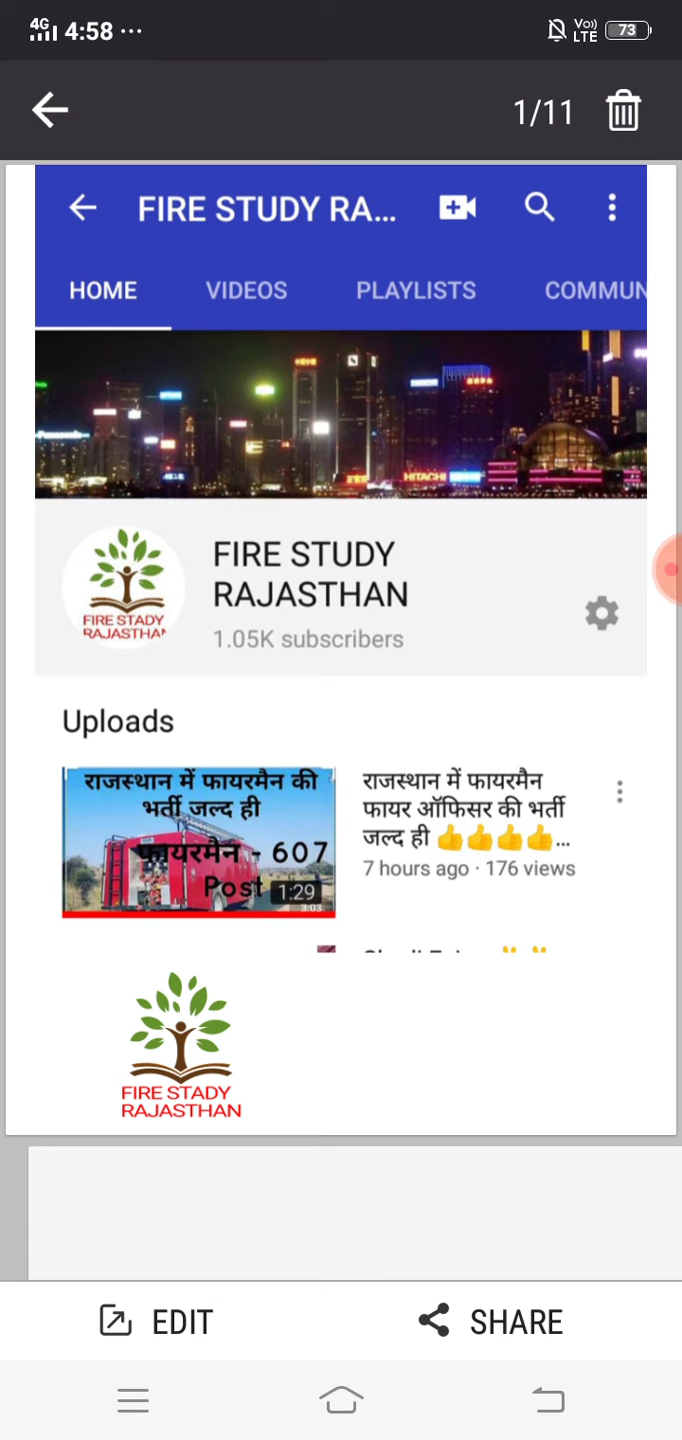 4G 4:58 ... Vo)) LTE 73
1/11
FIRE STUDY RA...
HOME VIDEOS PLAYLISTS COMMUN
HITACHI
FIRE STADY
RAJASTHAN
FIRE STUDY
RAJASTHAN
1.05K subscribers
Uploads
राजस्थान में फायरमैन की
भर्ती जल्द ही
फायरमैन - 607
Post
1:29
3:03
राजस्थान में फायरमैन
फायर ऑफिसर की भर्ती
जल्द ही 👍👍👍👍...
7 hours ago · 176 views
FIRE STADY
RAJASTHAN
EDIT SHARE